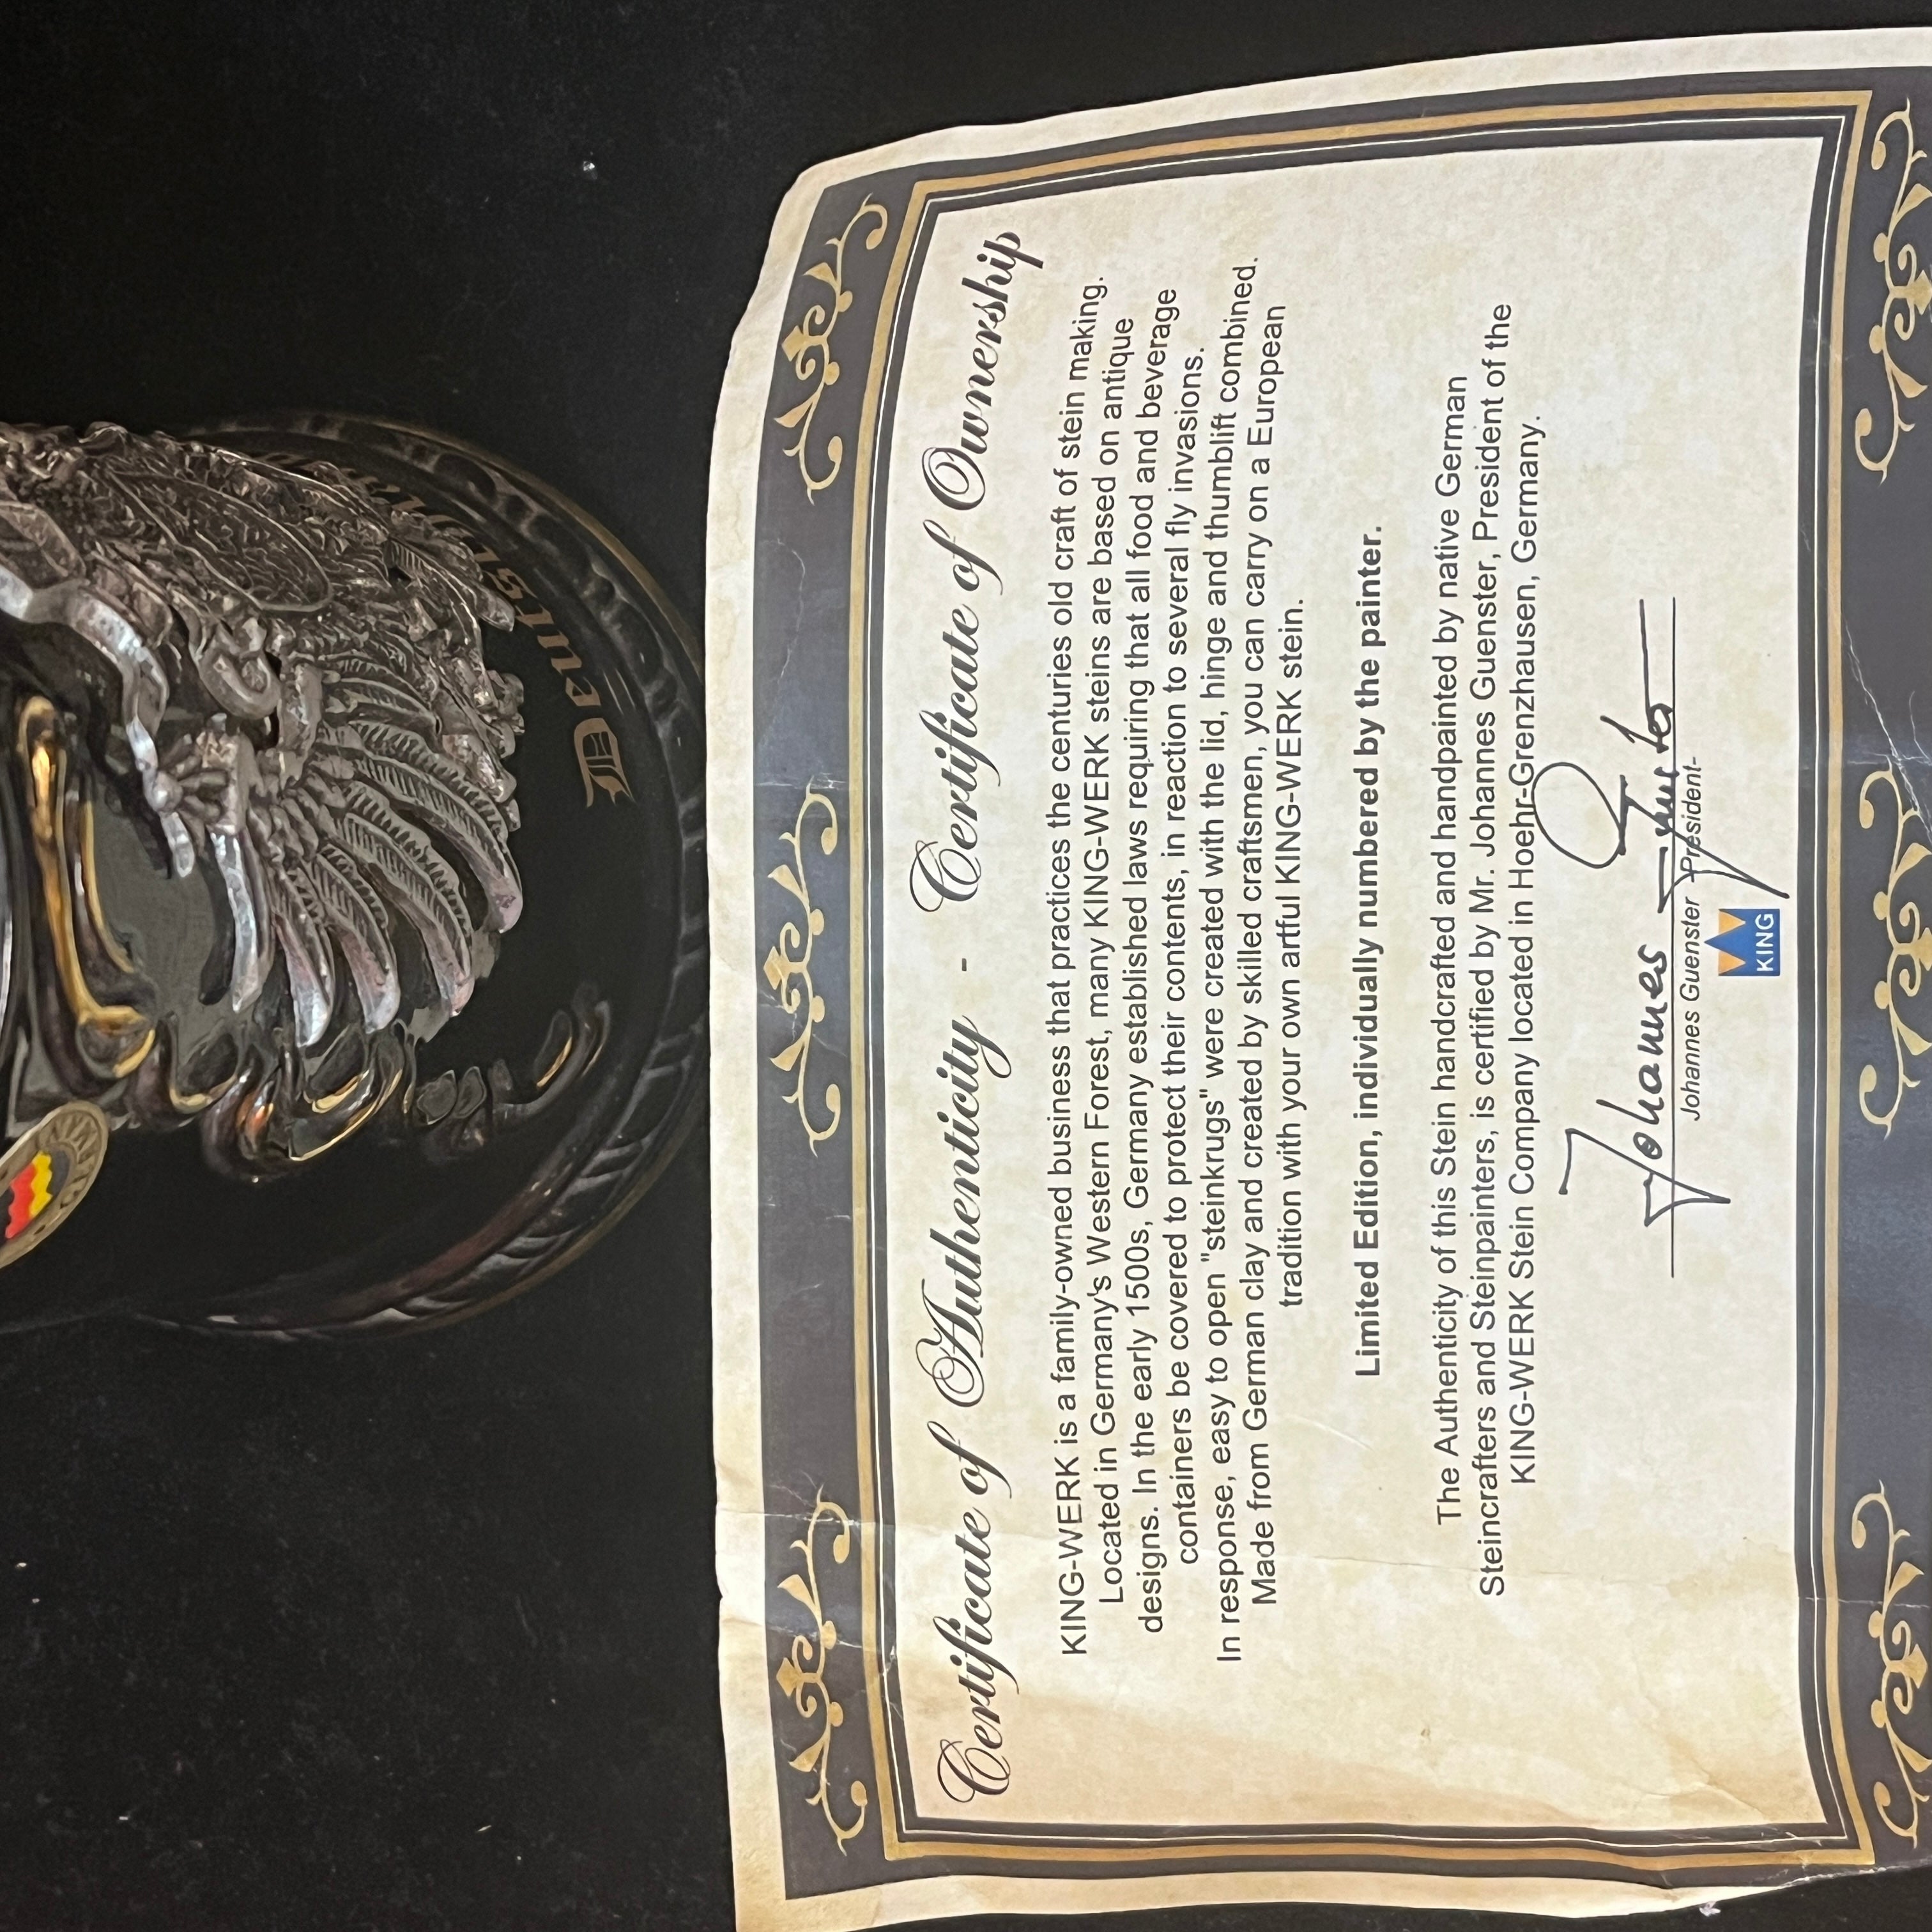 Certificate of Authenticity - Certificate of Ownership
KING-WERK is a family-owned business that practices the centuries old craft of stein making.
Located in Germany's Western Forest, many KING-WERK steins are based on antique
designs. In the early 1500s, Germany established laws requiring that all food and beverage
containers be covered to protect their contents, in reaction to several fly invasions.
In response, easy to open "steinkrugs" were created with the lid, hinge and thumblift combined.
Made from German clay and created by skilled craftsmen, you can carry on a European
tradition with your own artful KING-WERK stein.
Limited Edition, individually numbered by the painter.
The Authenticity of this Stein handcrafted and handpainted by native German
Steincrafters and Steinpainters, is certified by Mr. Johannes Guenster, President of the
KING-WERK Stein Company located in Hoehr-Grenzhausen, Germany.
Johannes Guenster
Johannes Guenster -President-
KING